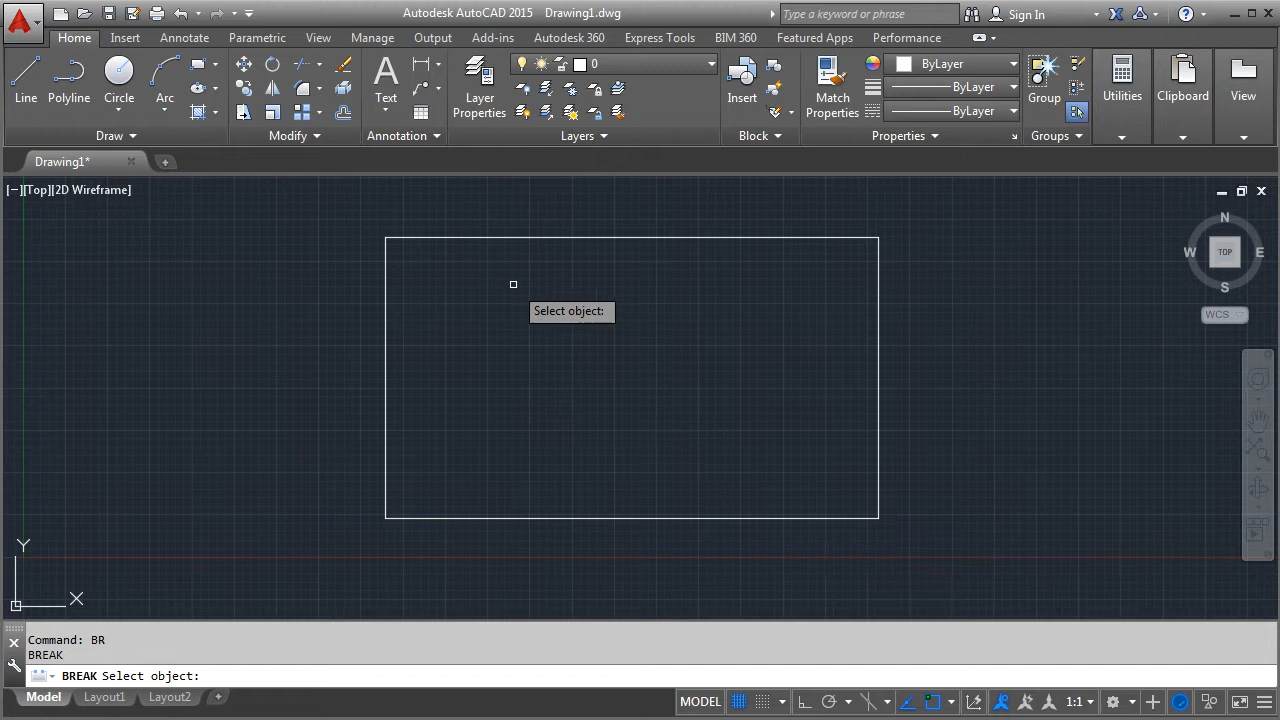 Autodesk AutoCAD 2015 Drawing1.dwg
Type a keyword or phrase
Sign In
Home Insert Annotate Parametric View Manage Output Add-ins Autodesk 360 Express Tools BIM 360 Featured Apps Performance
Line Polyline Circle Arc
Text
Layer Properties
0
Insert
Match Properties
ByLayer
ByLayer
ByLayer
Group
Utilities
Clipboard
View
Draw Modify Annotation Layers Block Properties Groups
Drawing1*
[−][Top][2D Wireframe]
N
W TOP E
S
WCS
Select object:
Y
X
Command: BR
BREAK
BREAK Select object:
Model Layout1 Layout2
MODEL 1:1